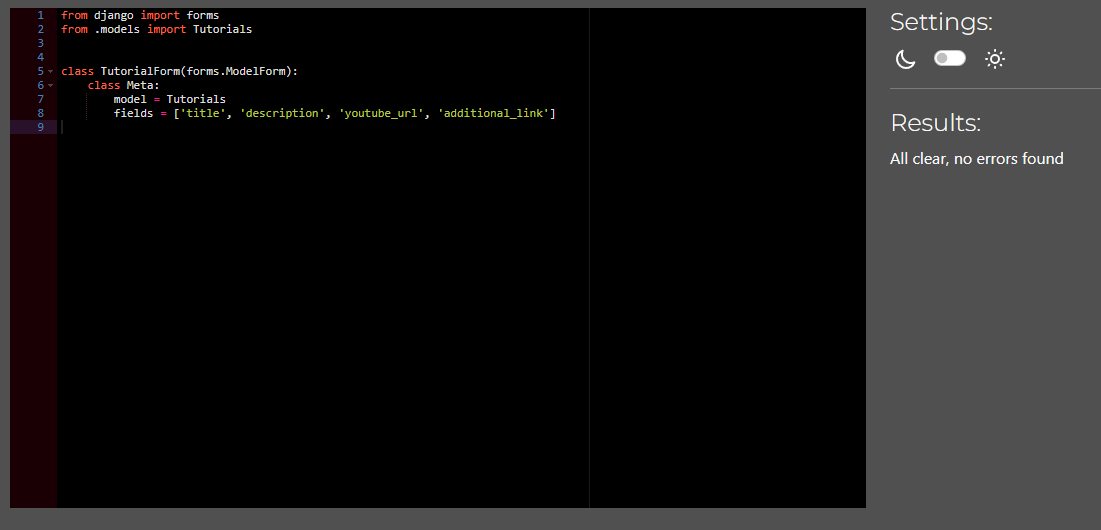 1 from django import forms
2 from .models import Tutorials
3
4
5 class TutorialForm(forms.ModelForm):
6     class Meta:
7         model = Tutorials
8         fields = ['title', 'description', 'youtube_url', 'additional_link']
9
Settings:
Results:
All clear, no errors found